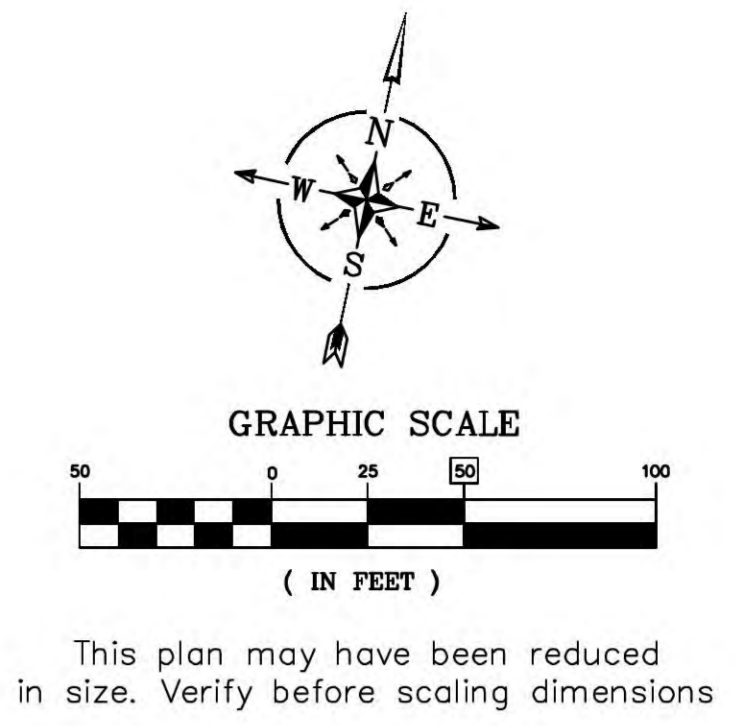 N
W E
S
GRAPHIC SCALE
50 0 25 50 100
( IN FEET )
This plan may have been reduced
in size. Verify before scaling dimensions